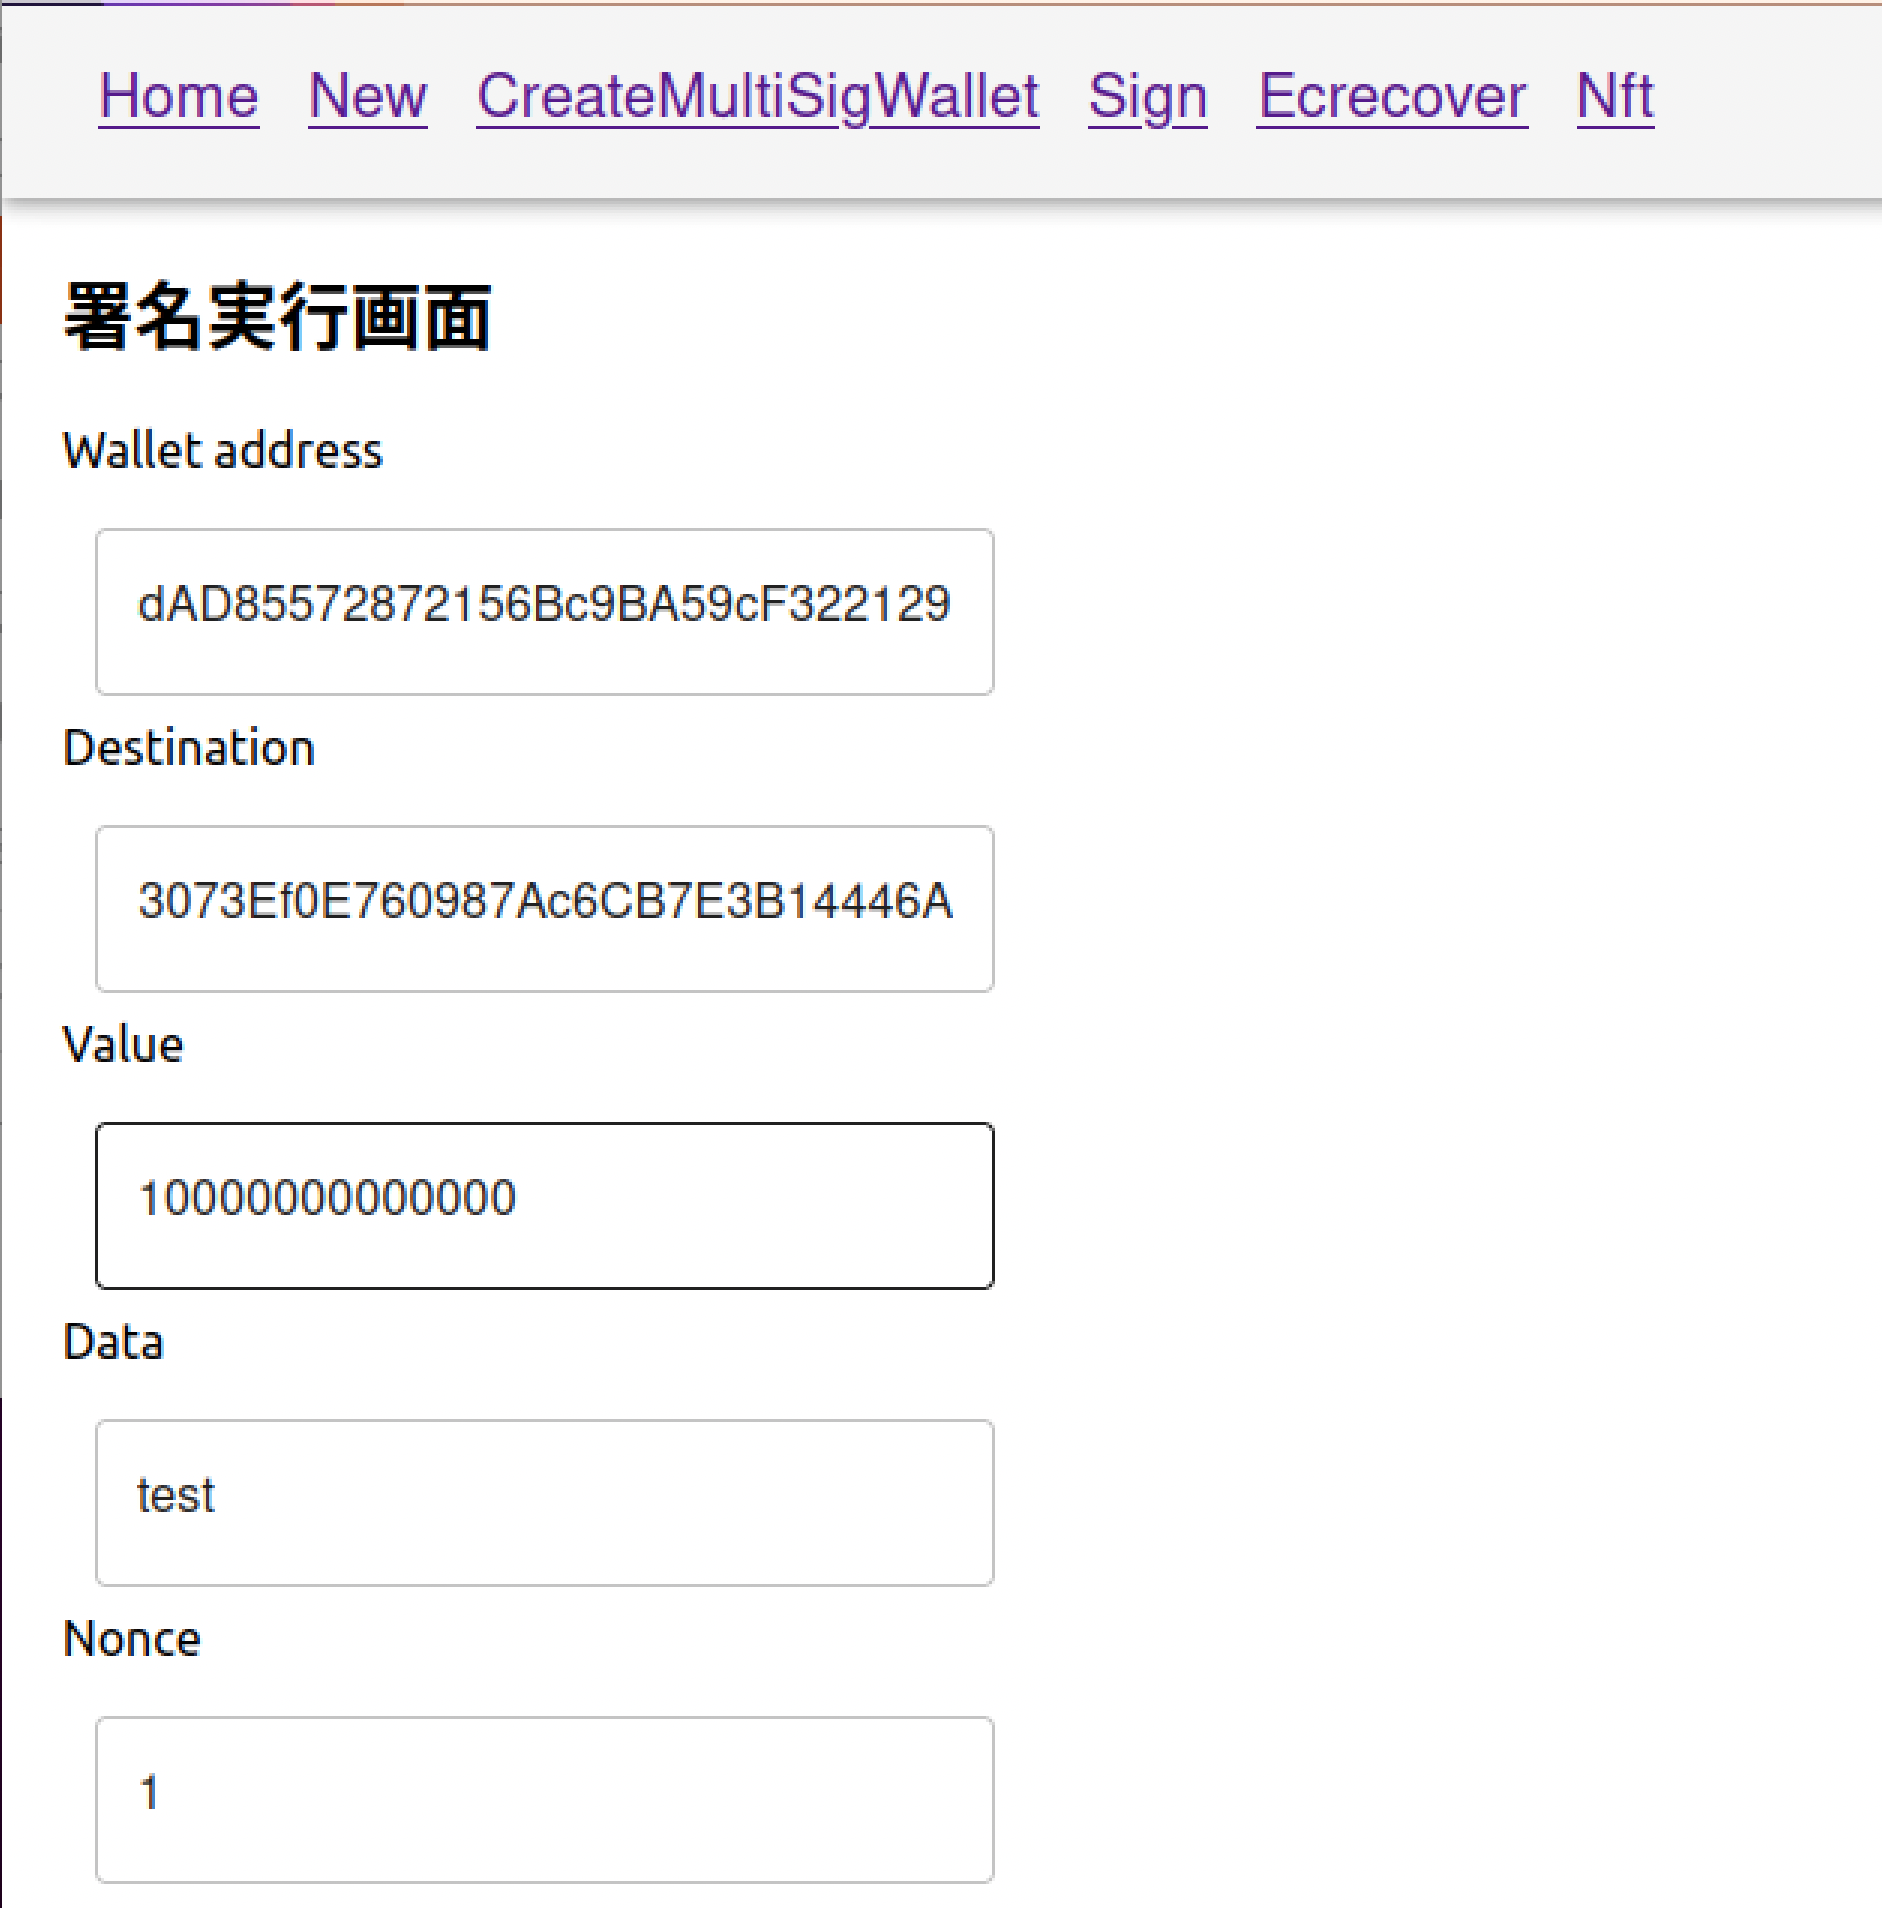 Home New CreateMultiSigWallet Sign Ecrecover Nft
署名実行画面
Wallet address
dAD85572872156Bc9BA59cF322129
Destination
3073Ef0E760987Ac6CB7E3B14446A
Value
10000000000000
Data
test
Nonce
1